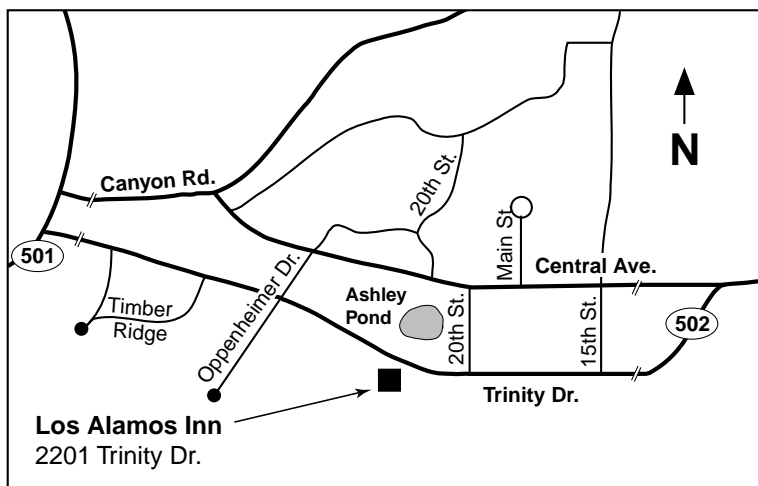 N
Canyon Rd.
20th St.
Main St
501
Central Ave.
Timber
Ridge
Oppenheimer Dr.
Ashley
Pond
20th St.
15th St.
502
Trinity Dr.
Los Alamos Inn
2201 Trinity Dr.